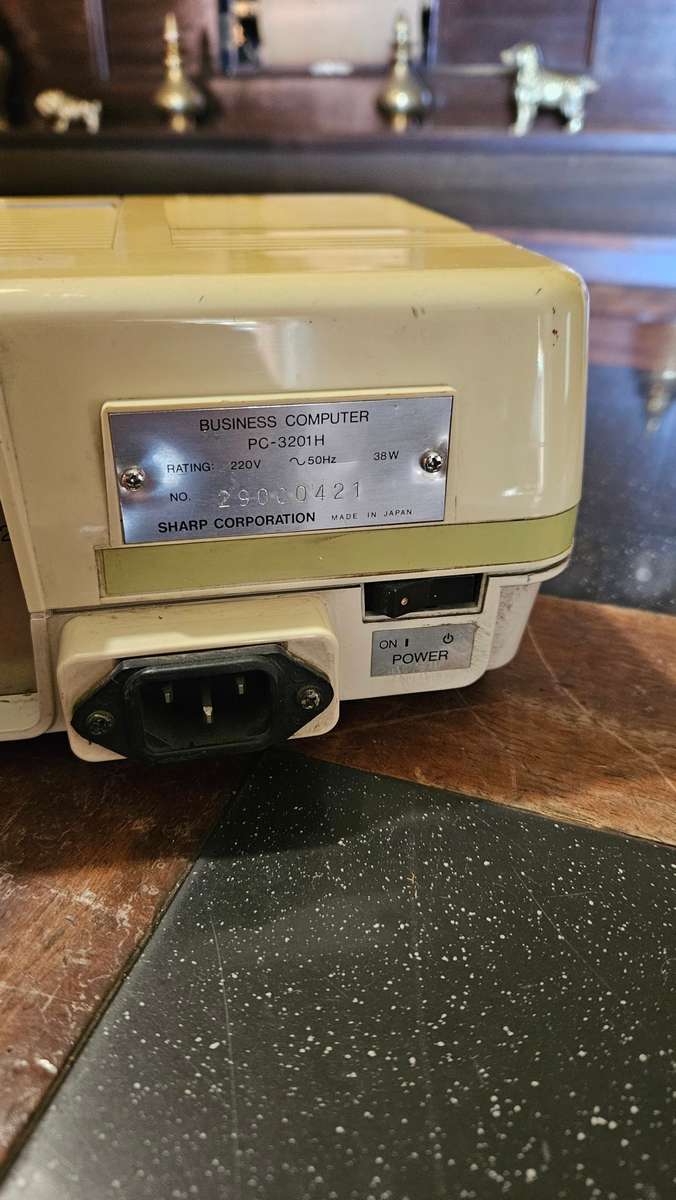 BUSINESS COMPUTER
PC-3201H
RATING: 220V ∿50Hz 38W
NO. 29000421
SHARP CORPORATION MADE IN JAPAN
ON I ⏻
POWER